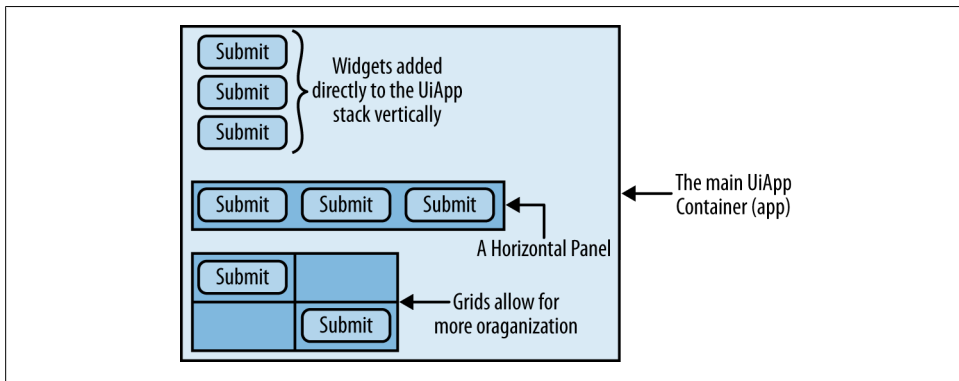 Submit
Submit
Submit
Widgets added
directly to the UiApp
stack vertically
Submit Submit Submit
A Horizontal Panel
The main UiApp
Container (app)
Submit
Submit
Grids allow for
more oraganization